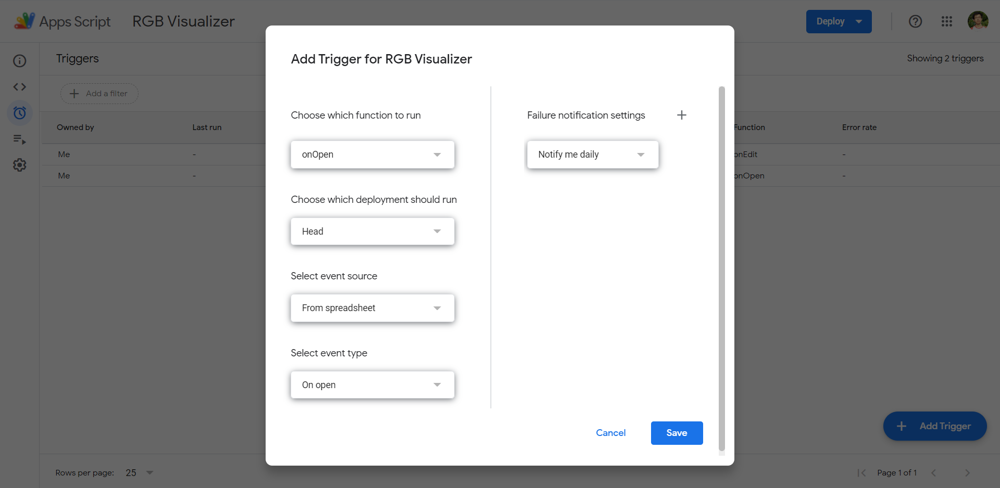 Apps Script RGB Visualizer Deploy
Triggers Showing 2 triggers
Add a filter
Owned by Last run Function Error rate
Me - onEdit -
Me - onOpen -
Add Trigger for RGB Visualizer
Choose which function to run
onOpen
Choose which deployment should run
Head
Select event source
From spreadsheet
Select event type
On open
Failure notification settings
Notify me daily
Cancel Save
Add Trigger
Rows per page: 25 Page 1 of 1